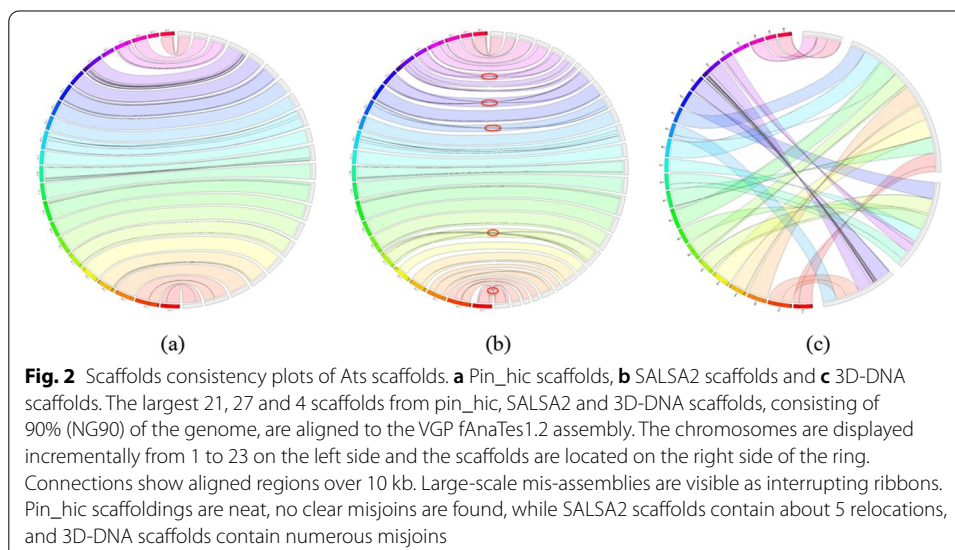 (a)
(b)
(c)
Fig. 2 Scaffolds consistency plots of Ats scaffolds. a Pin_hic scaffolds, b SALSA2 scaffolds and c 3D-DNA
scaffolds. The largest 21, 27 and 4 scaffolds from pin_hic, SALSA2 and 3D-DNA scaffolds, consisting of
90% (NG90) of the genome, are aligned to the VGP fAnaTes1.2 assembly. The chromosomes are displayed
incrementally from 1 to 23 on the left side and the scaffolds are located on the right side of the ring.
Connections show aligned regions over 10 kb. Large-scale mis-assemblies are visible as interrupting ribbons.
Pin_hic scaffoldings are neat, no clear misjoins are found, while SALSA2 scaffolds contain about 5 relocations,
and 3D-DNA scaffolds contain numerous misjoins